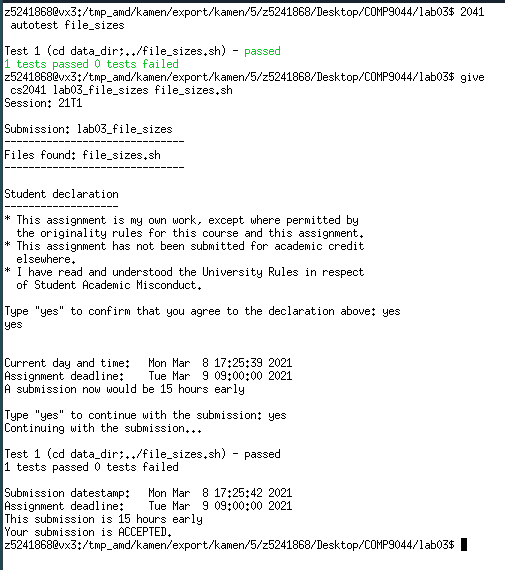 z5241868@vx3:/tmp_amd/kamen/export/kamen/5/z5241868/Desktop/COMP9044/lab03$ 2041
 autotest file_sizes

Test 1 (cd data_dir;../file_sizes.sh) - passed
1 tests passed 0 tests failed
z5241868@vx3:/tmp_amd/kamen/export/kamen/5/z5241868/Desktop/COMP9044/lab03$ give
 cs2041 lab03_file_sizes file_sizes.sh
Session: 21T1

Submission: lab03_file_sizes
------------------------------
Files found: file_sizes.sh
------------------------------

Student declaration
-------------------
* This assignment is my own work, except where permitted by
  the originality rules for this course and this assignment.
* This assignment has not been submitted for academic credit
  elsewhere.
* I have read and understood the University Rules in respect
  of Student Academic Misconduct.

Type "yes" to confirm that you agree to the declaration above: yes
yes


Current day and time:   Mon Mar  8 17:25:39 2021
Assignment deadline:    Tue Mar  9 09:00:00 2021
A submission now would be 15 hours early

Type "yes" to continue with the submission: yes
Continuing with the submission...

Test 1 (cd data_dir;../file_sizes.sh) - passed
1 tests passed 0 tests failed

Submission datestamp:   Mon Mar  8 17:25:42 2021
Assignment deadline:    Tue Mar  9 09:00:00 2021
This submission is 15 hours early
Your submission is ACCEPTED.
z5241868@vx3:/tmp_amd/kamen/export/kamen/5/z5241868/Desktop/COMP9044/lab03$